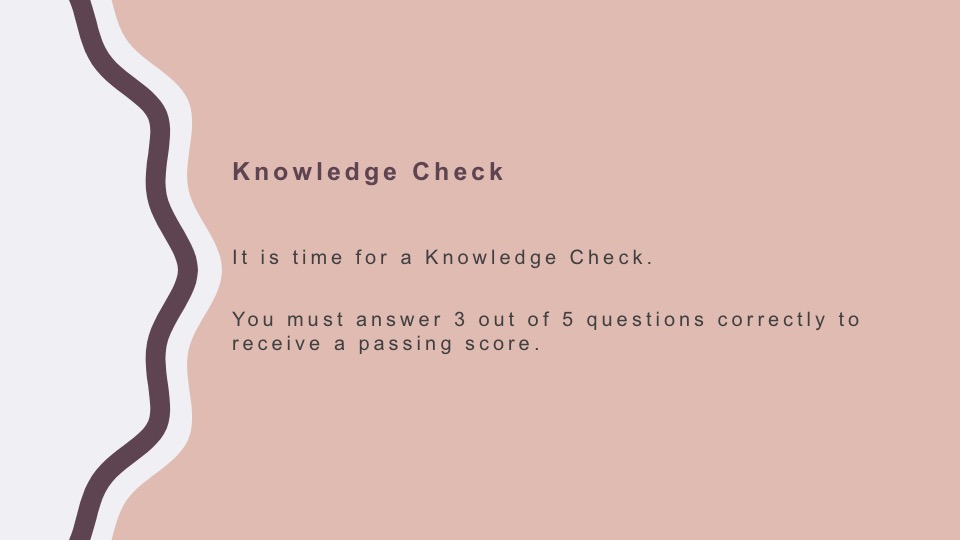 Knowledge Check
It is time for a Knowledge Check.
You must answer 3 out of 5 questions correctly to
receive a passing score.